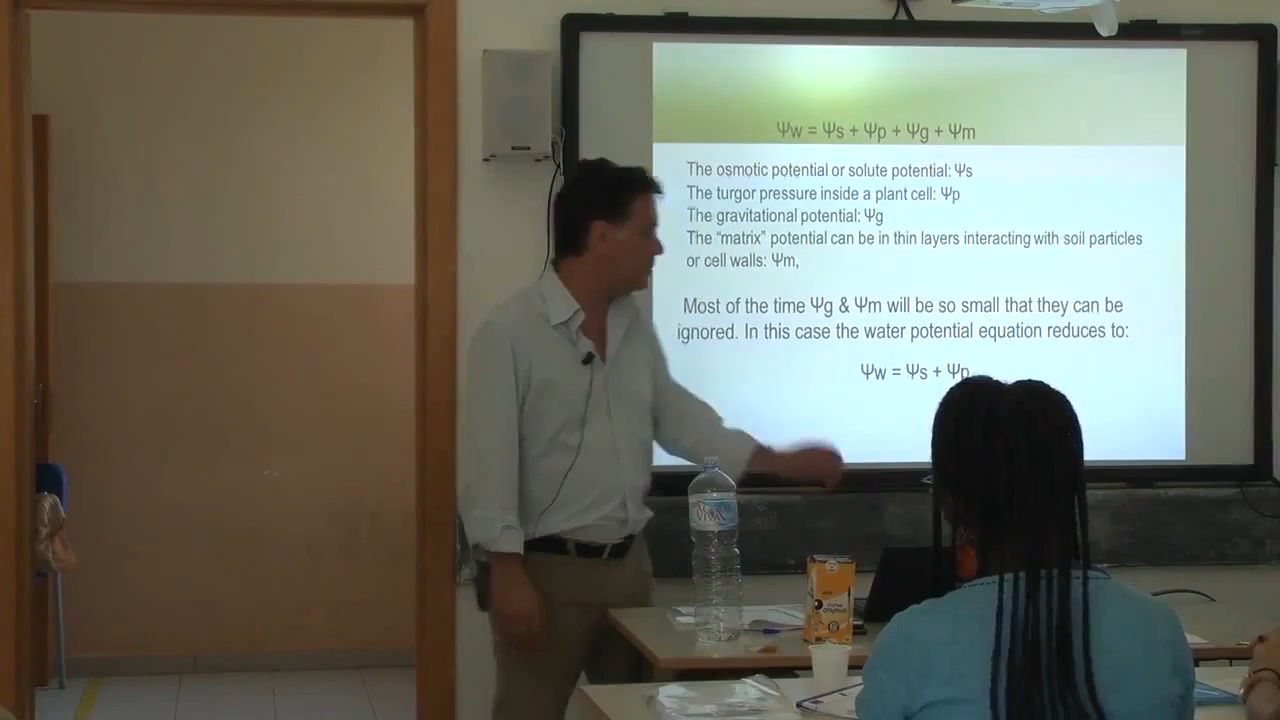 Ψw = Ψs + Ψp + Ψg + Ψm
The osmotic potential or solute potential: Ψs
The turgor pressure inside a plant cell: Ψp
The gravitational potential: Ψg
The “matrix” potential can be in thin layers interacting with soil particles
or cell walls: Ψm,
Most of the time Ψg & Ψm will be so small that they can be
ignored. In this case the water potential equation reduces to:
Ψw = Ψs + Ψp